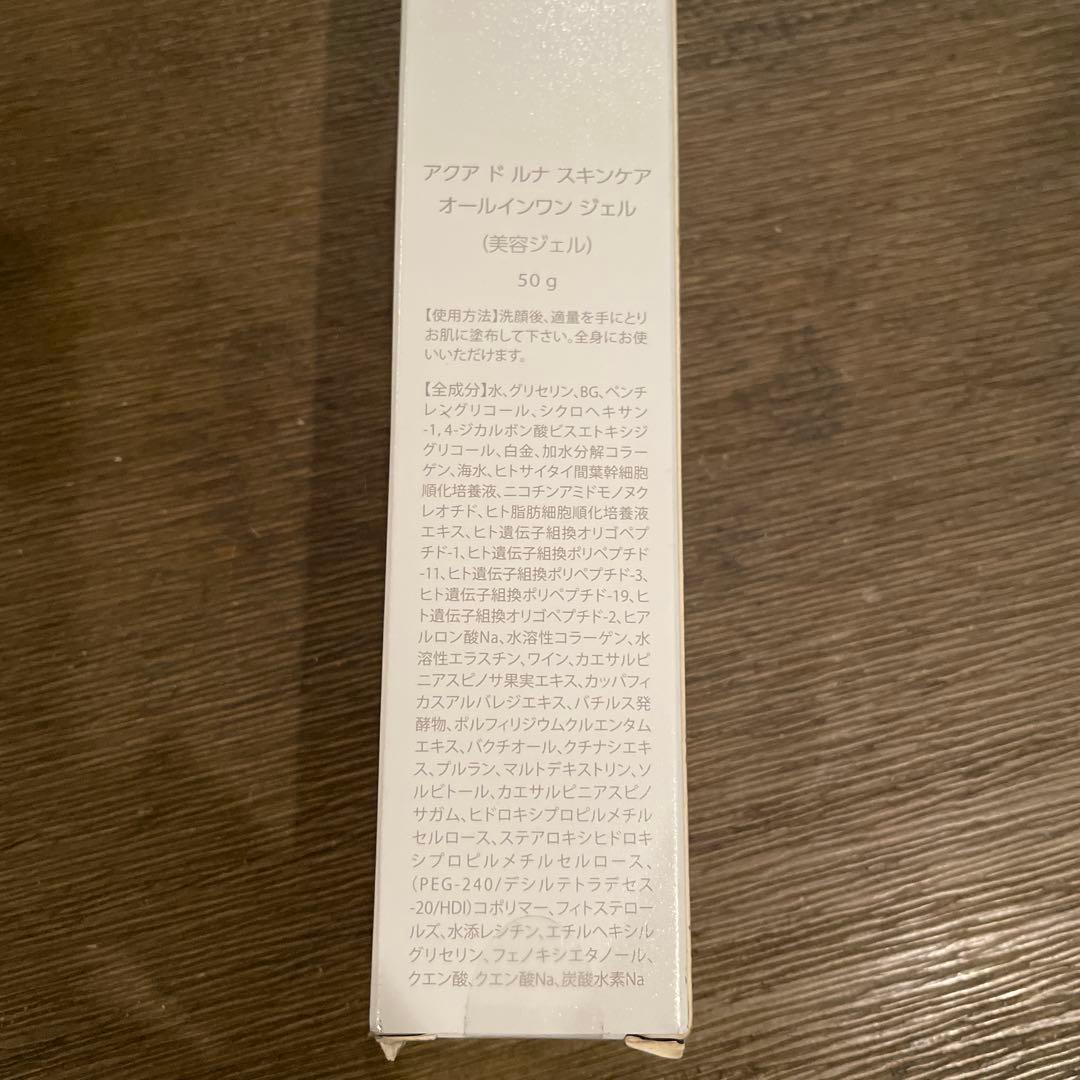 アクア ド ルナ スキンケア
オールインワン ジェル
(美容ジェル)
50 g
【使用方法】洗顔後、適量を手にとり
お肌に塗布して下さい。全身にお使
いいただけます。
【全成分】水、グリセリン、BG、ペンチ
レングリコール、シクロヘキサン
-1,4-ジカルボン酸ビスエトキシジ
グリコール、白金、加水分解コラー
ゲン、海水、ヒトサイタイ間葉幹細胞
順化培養液、ニコチンアミドモノヌク
レオチド、ヒト脂肪細胞順化培養液
エキス、ヒト遺伝子組換オリゴペプ
チド-1、ヒト遺伝子組換ポリペプチド
-11、ヒト遺伝子組換ポリペプチド-3、
ヒト遺伝子組換ポリペプチド-19、ヒ
ト遺伝子組換オリゴペプチド-2、ヒア
ルロン酸Na、水溶性コラーゲン、水
溶性エラスチン、ワイン、カエサルピ
ニアスピノサ果実エキス、カッパフィ
カスアルバレジエキス、バチルス発
酵物、ポルフィリジウムクルエンタム
エキス、バクチオール、クチナシエキ
ス、プルラン、マルトデキストリン、ソ
ルビトール、カエサルピニアスピノ
サガム、ヒドロキシプロピルメチル
セルロース、ステアロキシヒドロキ
シプロピルメチルセルロース、
(PEG-240/デシルテトラデセス
-20/HDI)コポリマー、フィトステロー
ルズ、水添レシチン、エチルヘキシル
グリセリン、フェノキシエタノール、
クエン酸、クエン酸Na、炭酸水素Na